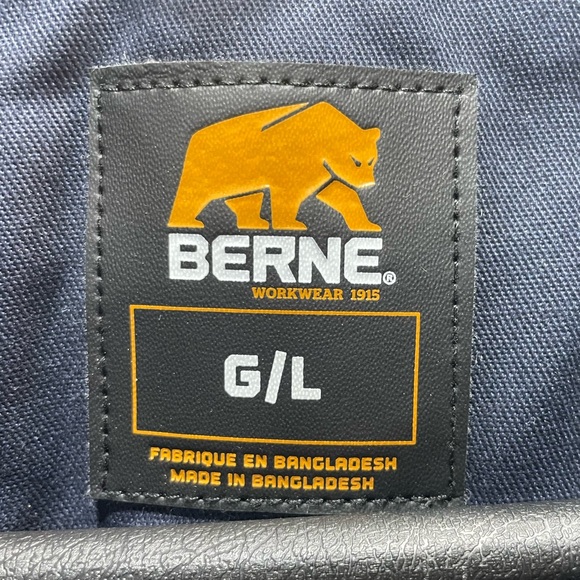 BERNE®
WORKWEAR 1915
G/L
FABRIQUE EN BANGLADESH
MADE IN BANGLADESH